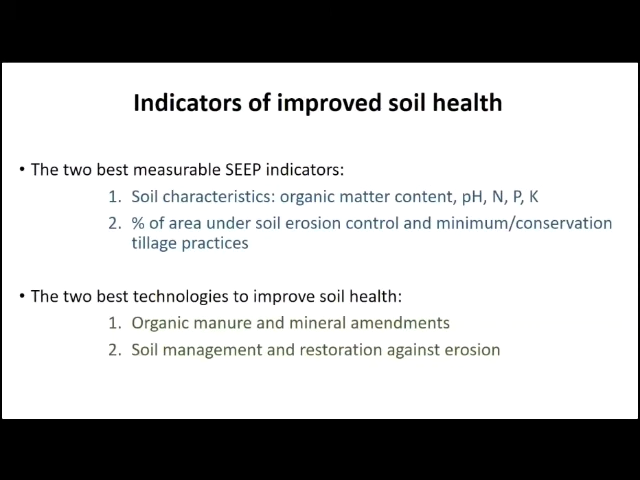 Indicators of improved soil health
• The two best measurable SEEP indicators:
1. Soil characteristics: organic matter content, pH, N, P, K
2. % of area under soil erosion control and minimum/conservation
tillage practices
• The two best technologies to improve soil health:
1. Organic manure and mineral amendments
2. Soil management and restoration against erosion